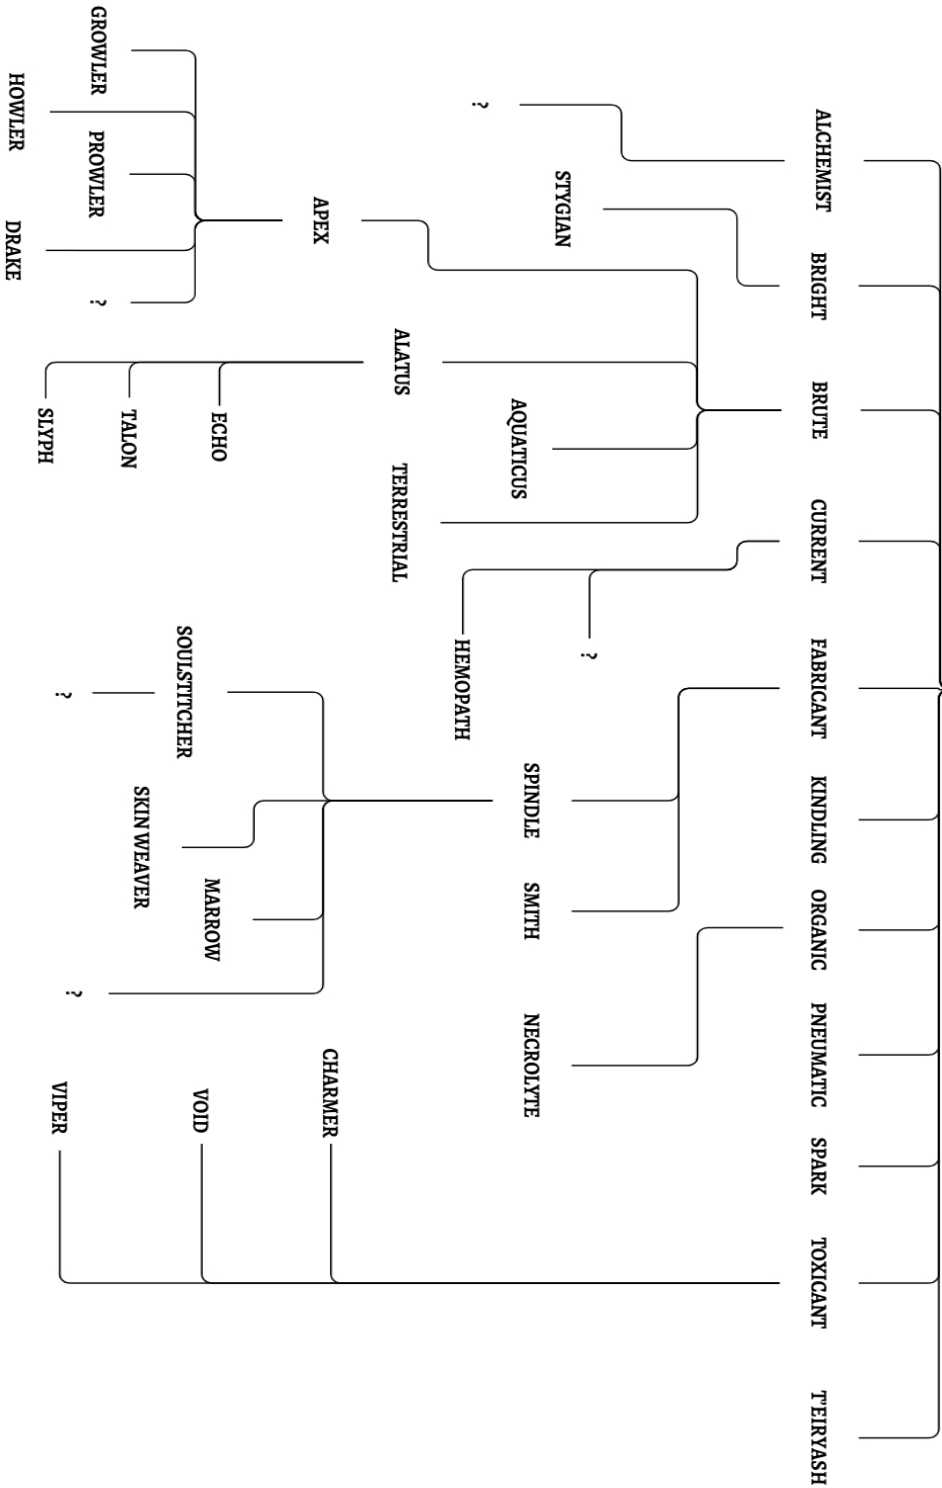 ALCHEMIST
BRIGHT
BRUTE
CURRENT
FABRICANT
KINDLING
ORGANIC
PNEUMATIC
SPARK
TOXICANT
T'EIRYASH
?
STYGIAN
APEX
ALATUS
AQUATICUS
TERRESTRIAL
GROWLER
HOWLER
PROWLER
DRAKE
?
ECHO
TALON
SLYPH
?
HEMOPATH
SPINDLE
SMITH
SOULSTITCHER
?
SKIN WEAVER
MARROW
?
NECROLYTE
CHARMER
VOID
VIPER